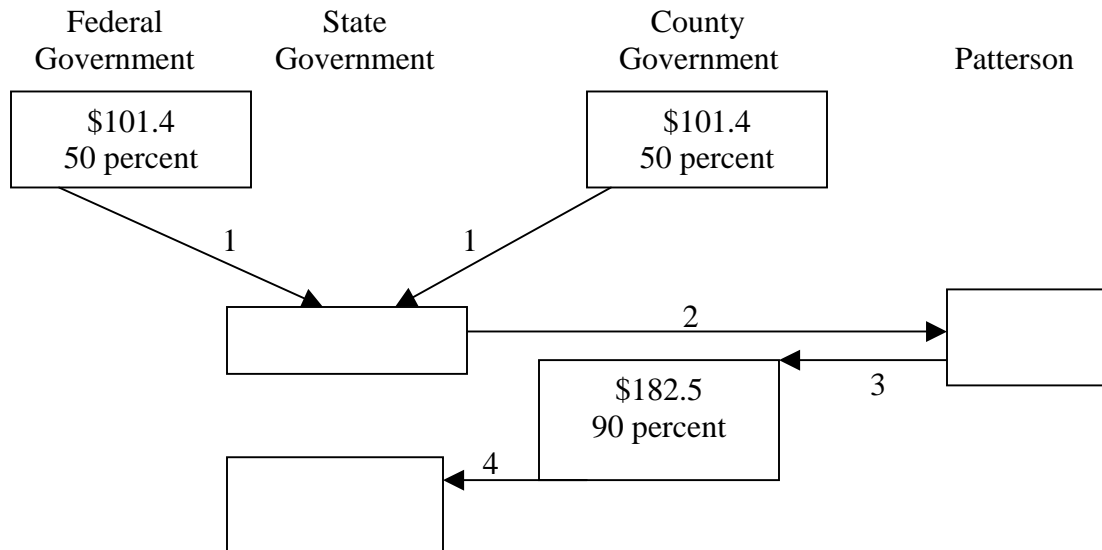 Federal Government
State Government
County Government
Patterson
$101.4
50 percent
$101.4
50 percent
1
1
2
3
$182.5
90 percent
4